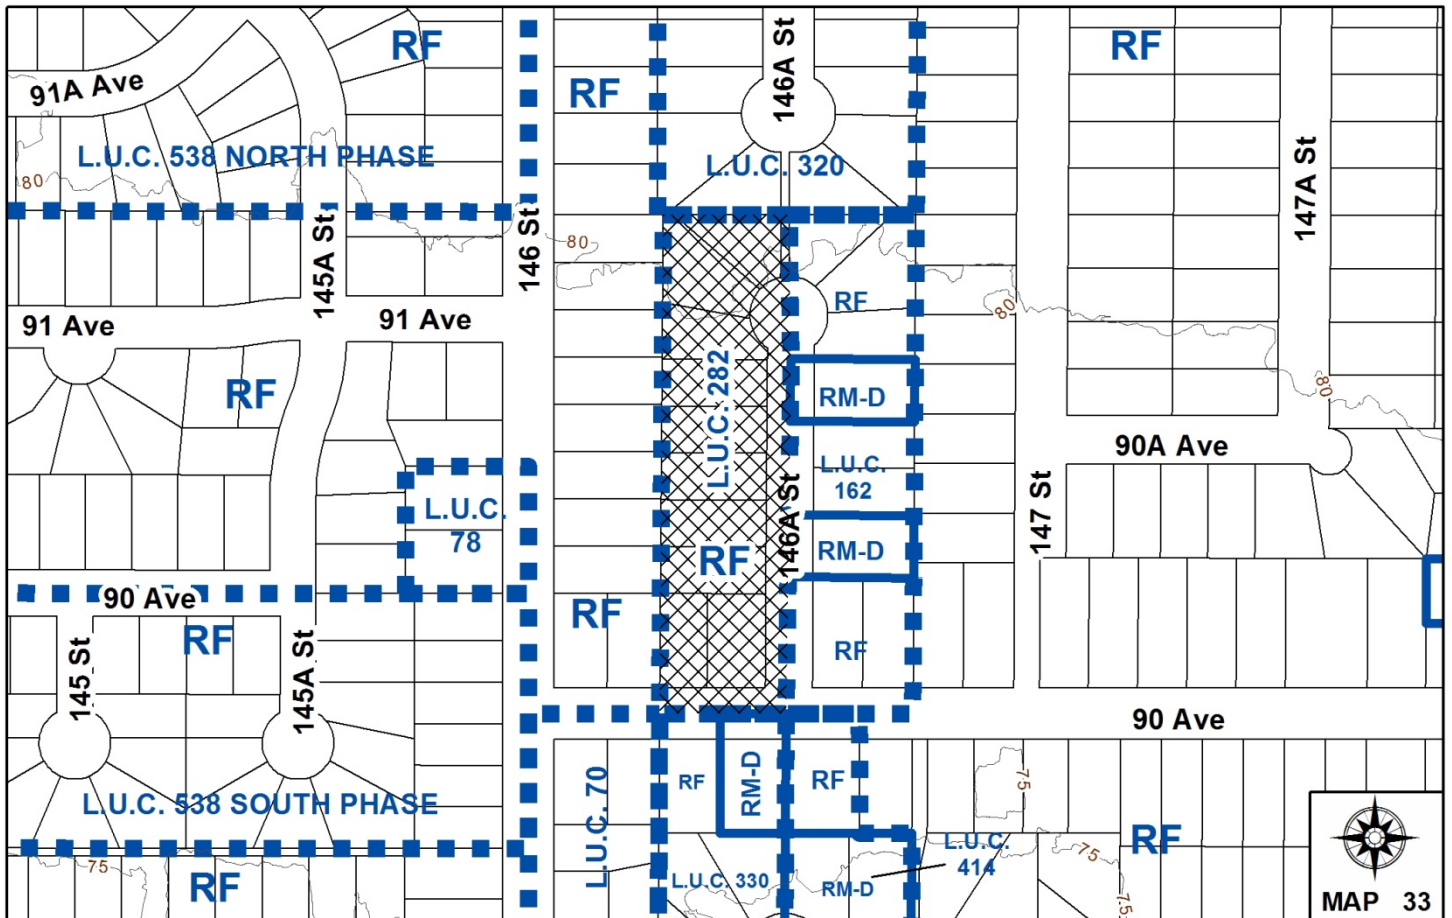 RF
RF
146A St
RF
91A Ave
L.U.C. 538 NORTH PHASE
L.U.C. 320
80
147A St
145A St
146 St
80
91 Ave
91 Ave
RF
80
L.U.C. 282
RF
RM-D
80
90A Ave
L.U.C.
78
L.U.C.
162
146A St
147 St
RF
RM-D
90 Ave
RF
RF
RF
145 St
145A St
90 Ave
L.U.C. 70
RF
RM-D
RF
75
L.U.C. 538 SOUTH PHASE
L.U.C.
414
75
RF
75
RF
L.U.C. 330
RM-D
75
MAP 33